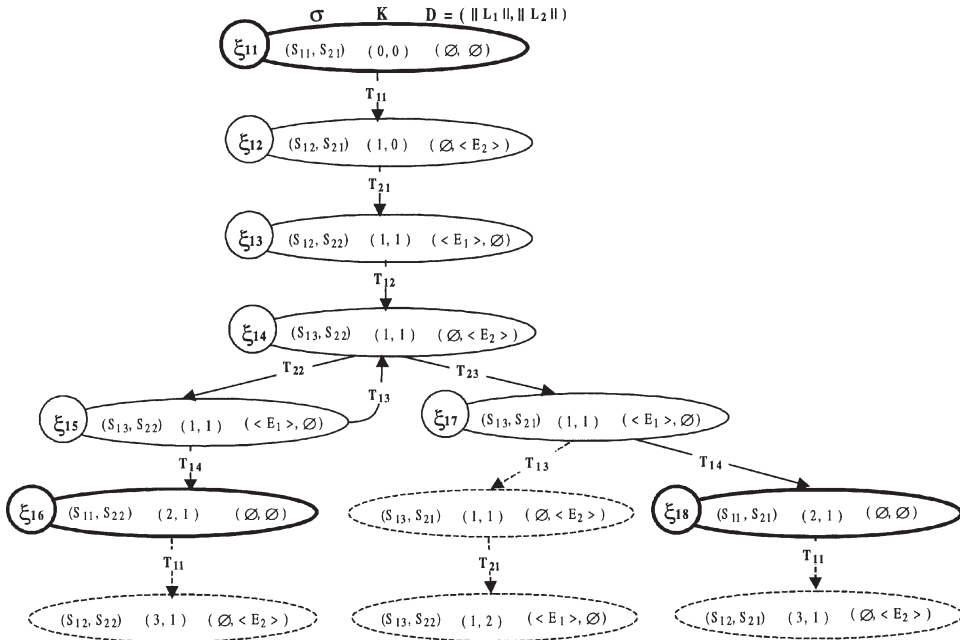 σ K D = ( || L₁ ||, || L₂ || )
ξ₁₁ (S₁₁, S₂₁) (0,0) (∅, ∅)
T₁₁
ξ₁₂ (S₁₂, S₂₁) (1,0) (∅, < E₂ >)
T₂₁
ξ₁₃ (S₁₂, S₂₂) (1,1) (< E₁ >, ∅)
T₁₂
ξ₁₄ (S₁₃, S₂₂) (1,1) (∅, < E₂ >)
T₂₂ T₁₃ T₂₃
ξ₁₅ (S₁₃, S₂₂) (1,1) (< E₁ >, ∅) ξ₁₇ (S₁₃, S₂₁) (1,1) (< E₁ >, ∅)
T₁₄ T₁₃ T₁₄
ξ₁₆ (S₁₁, S₂₂) (2,1) (∅, ∅) (S₁₃, S₂₁) (1,1) (∅, < E₂ >) ξ₁₈ (S₁₁, S₂₁) (2,1) (∅, ∅)
T₁₁ T₂₁ T₁₁
(S₁₂, S₂₂) (3,1) (∅, < E₂ >) (S₁₃, S₂₂) (1,2) (< E₁ >, ∅) (S₁₂, S₂₁) (3,1) (∅, < E₂ >)